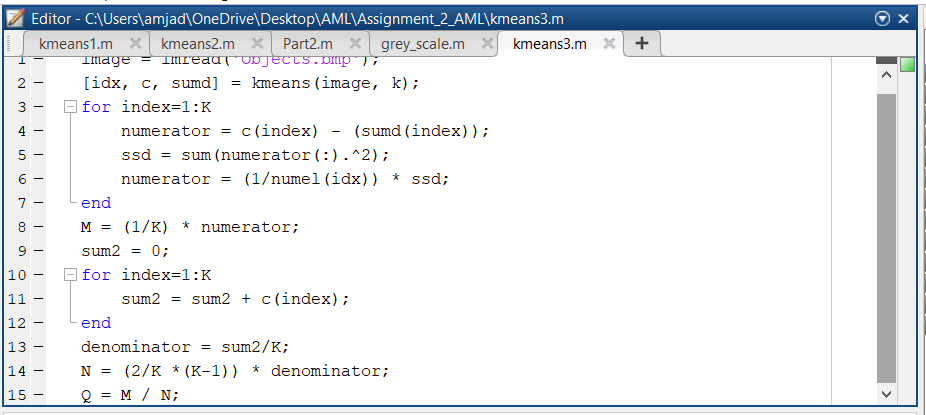 Editor - C:\Users\amjad\OneDrive\Desktop\AML\Assignment_2_AML\kmeans3.m
kmeans1.m kmeans2.m Part2.m grey_scale.m kmeans3.m +
1 image = imread('Objects.bmp');
2 [idx, c, sumd] = kmeans(image, k);
3 for index=1:K
4 numerator = c(index) - (sumd(index));
5 ssd = sum(numerator(:).^2);
6 numerator = (1/numel(idx)) * ssd;
7 end
8 M = (1/K) * numerator;
9 sum2 = 0;
10 for index=1:K
11 sum2 = sum2 + c(index);
12 end
13 denominator = sum2/K;
14 N = (2/K *(K-1)) * denominator;
15 Q = M / N;